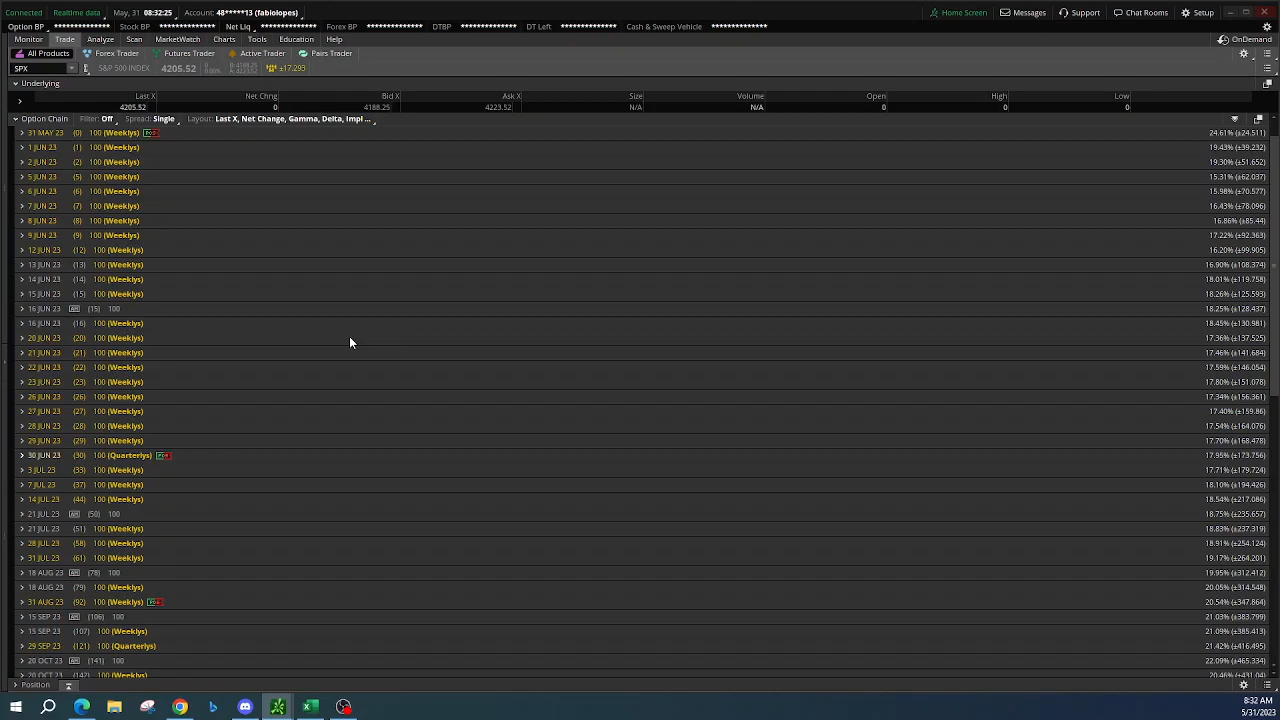 Connected Realtime data May, 31 08:32:25 Account: 48*****13 (fabiolopes) Home Screen Messages Support Chat Rooms Setup
Option BP ************** Stock BP ************** Net Liq ************** Forex BP ************** DTBP ************** DT Left ************** Cash & Sweep Vehicle **************
Monitor Trade Analyze Scan MarketWatch Charts Tools Education Help OnDemand
All Products Forex Trader Futures Trader Active Trader Pairs Trader
SPX S&P 500 INDEX 4205.52 0 0.00% B: 4188.25 A: 4223.52 ±17.293
Underlying
Last X Net Chng Bid X Ask X Size Volume Open High Low
4205.52 0 4188.25 4223.52 N/A N/A 0 0 0
Option Chain Filter: Off Spread: Single Layout: Last X, Net Change, Gamma, Delta, Impl ...
31 MAY 23 (0) 100 (Weeklys) 24.61% (±24.511)
1 JUN 23 (1) 100 (Weeklys) 19.43% (±39.232)
2 JUN 23 (2) 100 (Weeklys) 19.30% (±51.652)
5 JUN 23 (5) 100 (Weeklys) 15.31% (±62.037)
6 JUN 23 (6) 100 (Weeklys) 15.98% (±70.577)
7 JUN 23 (7) 100 (Weeklys) 16.43% (±78.096)
8 JUN 23 (8) 100 (Weeklys) 16.86% (±85.44)
9 JUN 23 (9) 100 (Weeklys) 17.22% (±92.363)
12 JUN 23 (12) 100 (Weeklys) 16.20% (±99.905)
13 JUN 23 (13) 100 (Weeklys) 16.90% (±108.374)
14 JUN 23 (14) 100 (Weeklys) 18.01% (±119.758)
15 JUN 23 (15) 100 (Weeklys) 18.26% (±125.593)
16 JUN 23 AM (15) 100 18.25% (±128.437)
16 JUN 23 (16) 100 (Weeklys) 18.45% (±130.981)
20 JUN 23 (20) 100 (Weeklys) 17.36% (±137.525)
21 JUN 23 (21) 100 (Weeklys) 17.46% (±141.684)
22 JUN 23 (22) 100 (Weeklys) 17.59% (±146.054)
23 JUN 23 (23) 100 (Weeklys) 17.80% (±151.078)
26 JUN 23 (26) 100 (Weeklys) 17.34% (±156.361)
27 JUN 23 (27) 100 (Weeklys) 17.40% (±159.86)
28 JUN 23 (28) 100 (Weeklys) 17.54% (±164.076)
29 JUN 23 (29) 100 (Weeklys) 17.70% (±168.478)
30 JUN 23 (30) 100 (Quarterlys) 17.95% (±173.756)
3 JUL 23 (33) 100 (Weeklys) 17.71% (±179.724)
7 JUL 23 (37) 100 (Weeklys) 18.10% (±194.426)
14 JUL 23 (44) 100 (Weeklys) 18.54% (±217.086)
21 JUL 23 AM (50) 100 18.75% (±235.657)
21 JUL 23 (51) 100 (Weeklys) 18.83% (±237.319)
28 JUL 23 (58) 100 (Weeklys) 18.91% (±254.124)
31 JUL 23 (61) 100 (Weeklys) 19.17% (±264.201)
18 AUG 23 AM (78) 100 19.95% (±312.412)
18 AUG 23 (79) 100 (Weeklys) 20.05% (±314.548)
31 AUG 23 (92) 100 (Weeklys) 20.54% (±347.864)
15 SEP 23 AM (106) 100 21.03% (±383.799)
15 SEP 23 (107) 100 (Weeklys) 21.09% (±385.413)
29 SEP 23 (121) 100 (Quarterlys) 21.42% (±416.495)
20 OCT 23 AM (141) 100 22.09% (±465.334)
20 OCT 23 (142) 100 (Weeklys) 20.46% (±431.04)
Position
8:32 AM
5/31/2023